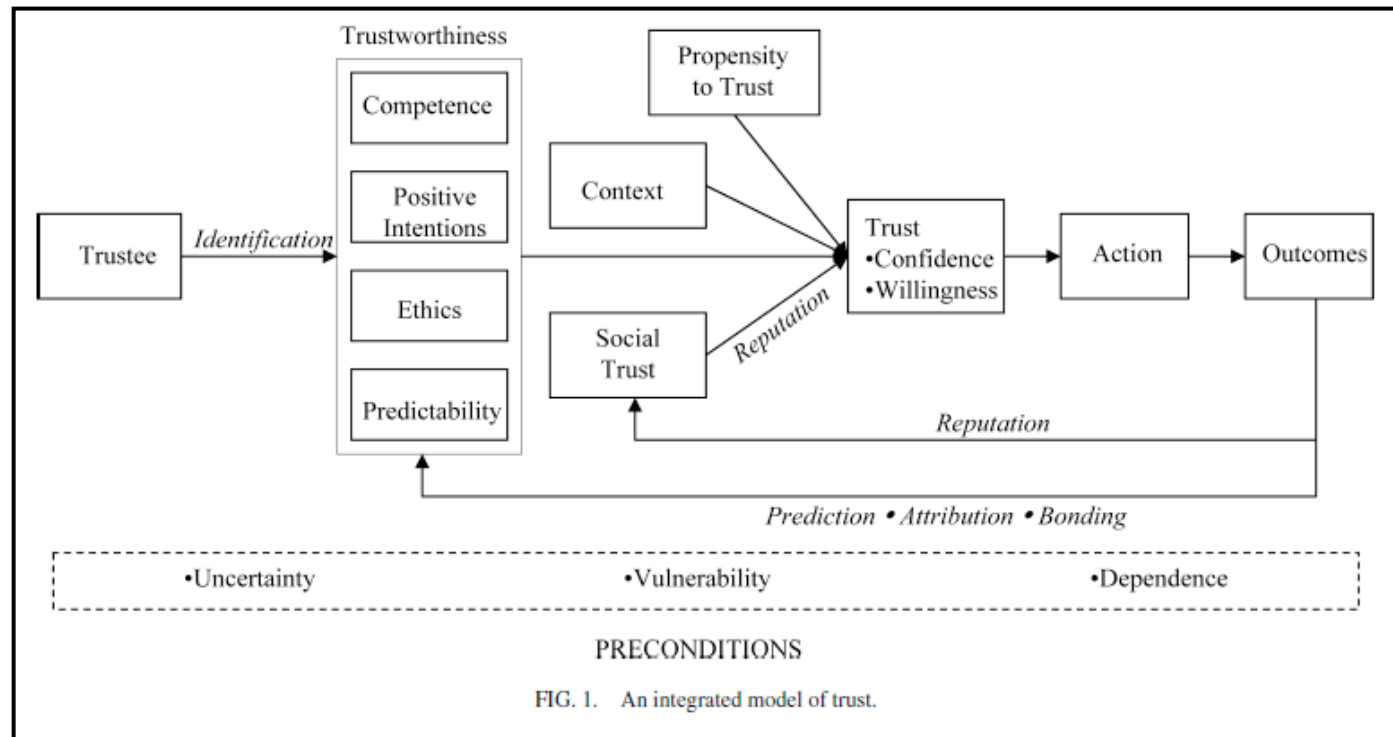 Trustworthiness
Competence
Positive
Intentions
Ethics
Predictability
Trustee
Identification
Propensity
to Trust
Context
Social
Trust
Reputation
Trust
•Confidence
•Willingness
Action
Outcomes
Reputation
Prediction • Attribution • Bonding
•Uncertainty •Vulnerability •Dependence
PRECONDITIONS
FIG. 1. An integrated model of trust.